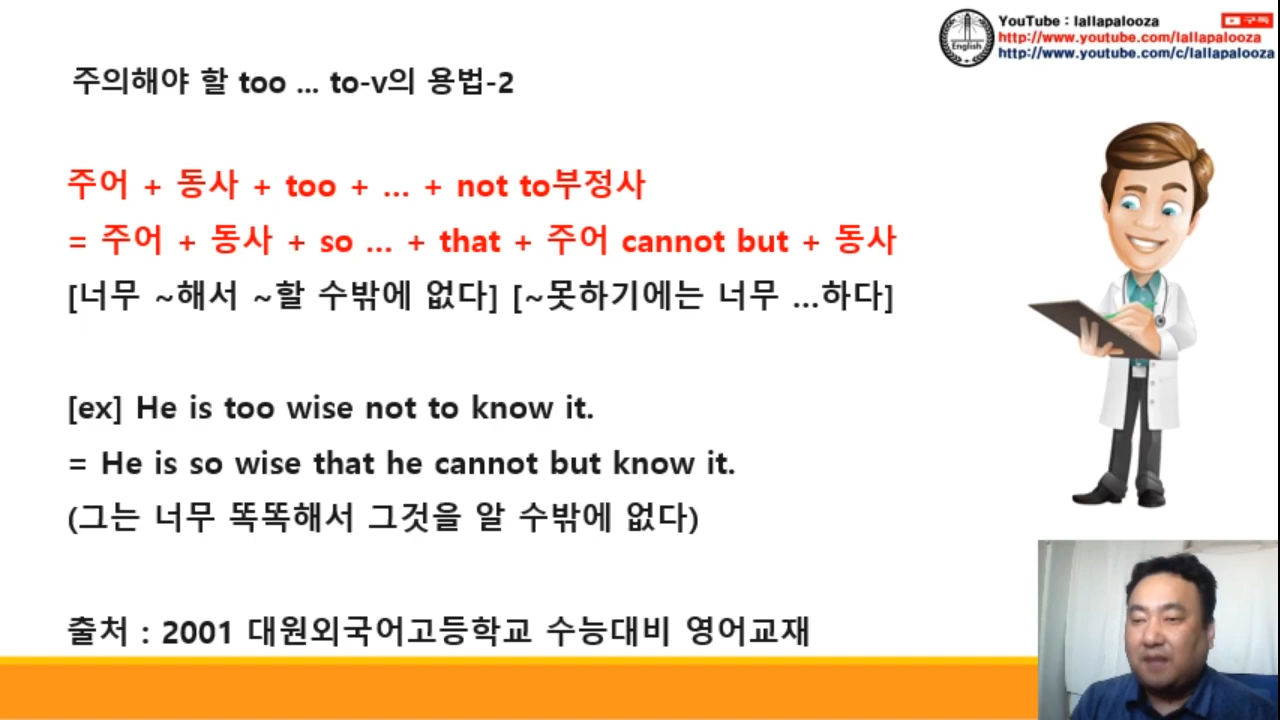 YouTube : lallapalooza
구독
http://www.youtube.com/lallapalooza
http://www.youtube.com/c/lallapalooza
English
주의해야 할 too ... to-v의 용법-2
주어 + 동사 + too + ... + not to부정사
= 주어 + 동사 + so ... + that + 주어 cannot but + 동사
[너무 ~해서 ~할 수밖에 없다] [~못하기에는 너무 ...하다]
[ex] He is too wise not to know it.
= He is so wise that he cannot but know it.
(그는 너무 똑똑해서 그것을 알 수밖에 없다)
출처 : 2001 대원외국어고등학교 수능대비 영어교재